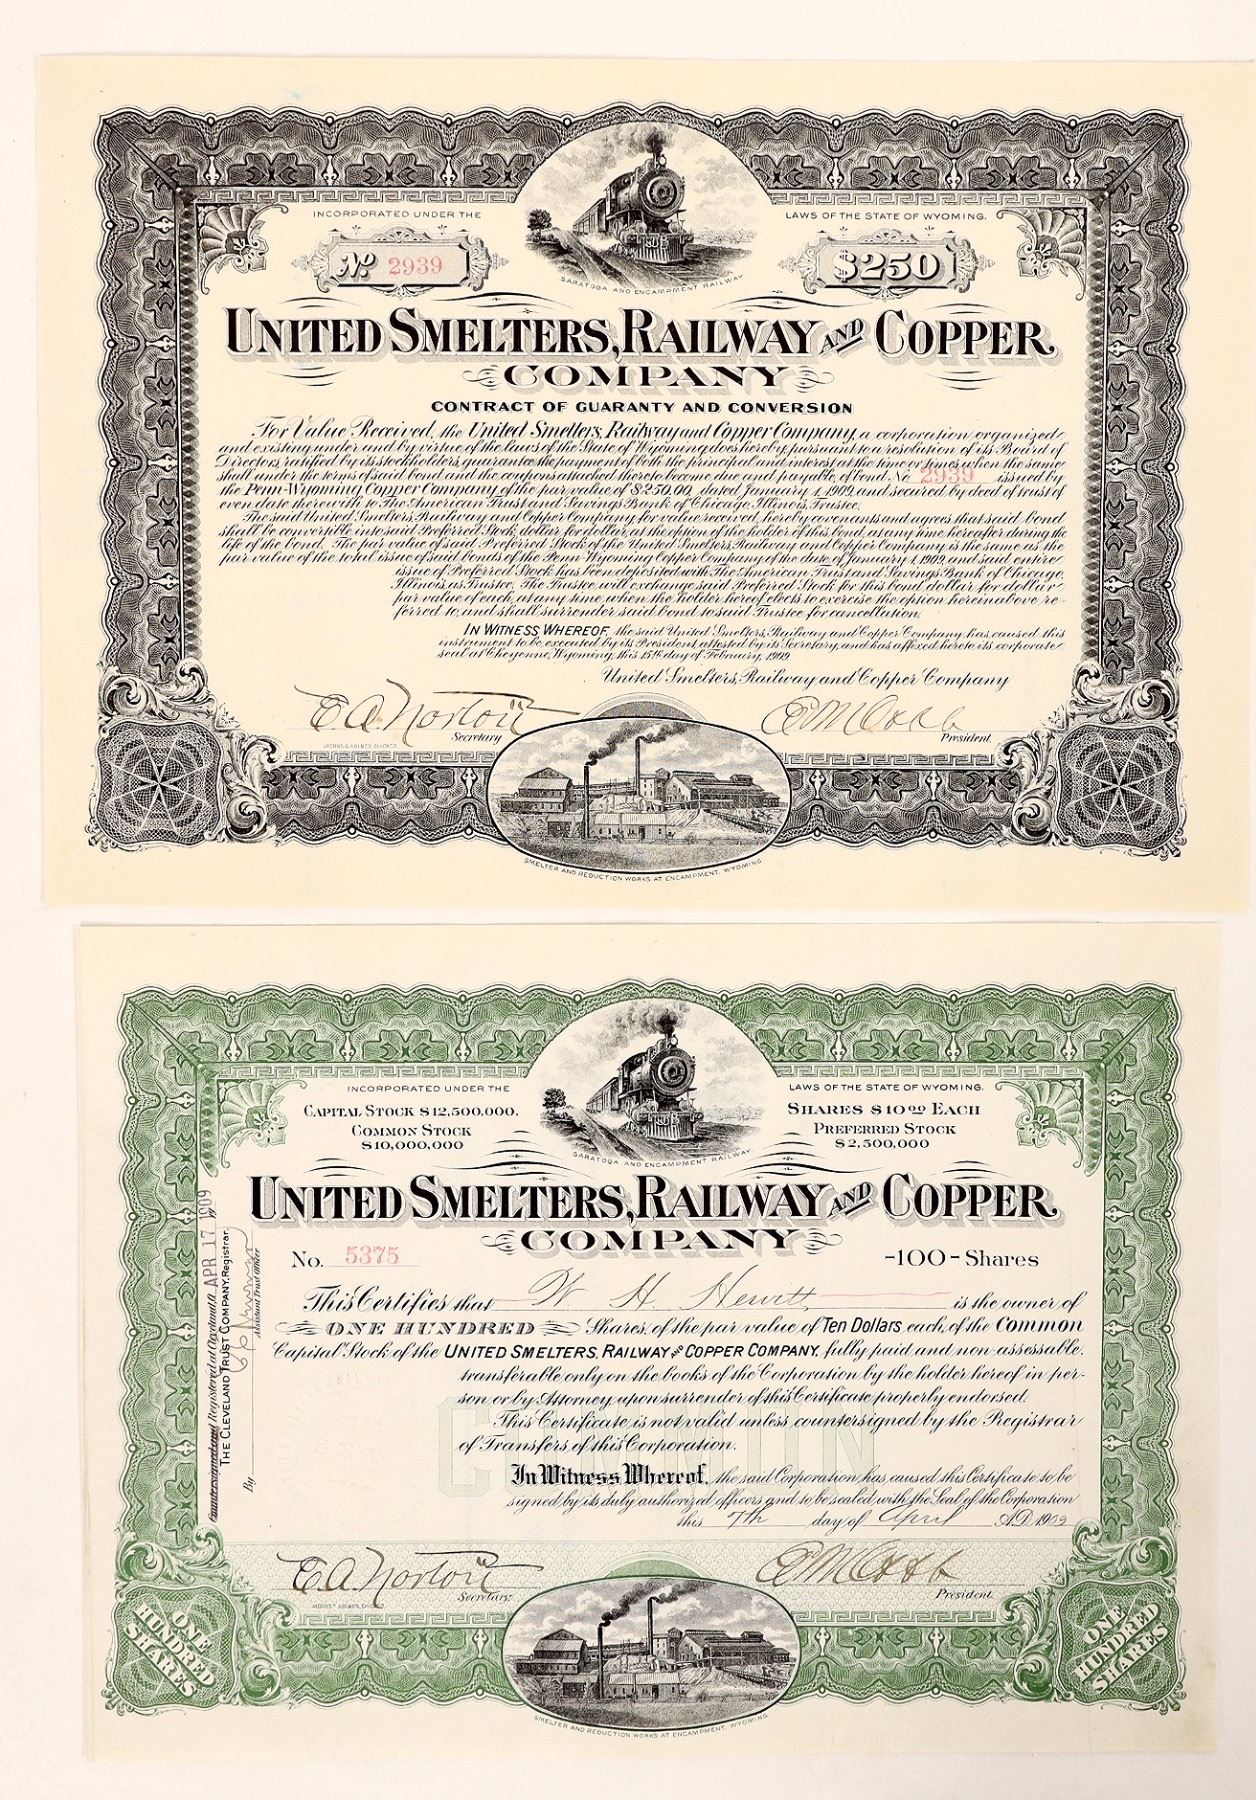 INCORPORATED UNDER THE LAWS OF THE STATE OF WYOMING.
No 2939 $250
SARATOGA AND ENCAMPMENT RAILWAY
UNITED SMELTERS, RAILWAY AND COPPER
COMPANY
CONTRACT OF GUARANTY AND CONVERSION
For Value Received, the United Smelters, Railway and Copper Company, a corporation organized
and existing under and by virtue of the laws of the State of Wyoming does hereby, pursuant to a resolution of its Board of
Directors, ratified by its stockholders, guarantee the payment of both the principal and interest at the time or times when the same
shall under the terms of said bond and the coupons attached thereto become due and payable, of bond No 2939 issued by
the Penn-Wyoming Copper Company of the par value of $250.00, dated January 1, 1909, and secured by deed of trust of
even date therewith to The American Trust and Savings Bank of Chicago, Illinois, Trustee.
The said United Smelters, Railway and Copper Company for value received, hereby covenants and agrees that said bond
shall be convertible into said Preferred Stock, dollar for dollar, at the option of the holder of this bond, at any time hereafter during the
life of the bond. The par value of said Preferred Stock of the United Smelters, Railway and Copper Company is the same as the
par value of the total issue of said bonds of the Penn-Wyoming Copper Company of the date of January 1, 1909, and said entire
issue of Preferred Stock has been deposited with The American Trust and Savings Bank of Chicago,
Illinois as Trustee. The Trustee will exchange said Preferred Stock for this bond dollar for dollar
par value of each, at any time, when the holder hereof elects to exercise the option hereinabove re-
ferred to, and shall surrender said bond to said Trustee for cancellation.
IN WITNESS WHEREOF, the said United Smelters, Railway and Copper Company has caused this
instrument to be executed by its President, attested by its Secretary, and has affixed hereto its corporate
seal at Cheyenne, Wyoming, this 15th day of February, 1909.
United Smelters, Railway and Copper Company
E. A. Norton E M Cobb
Secretary President.
JACOBS & HOLMES, CHICAGO
SMELTER AND REDUCTION WORKS AT ENCAMPMENT, WYOMING
INCORPORATED UNDER THE LAWS OF THE STATE OF WYOMING.
CAPITAL STOCK $12,500,000. SHARES $10.00 EACH
COMMON STOCK PREFERRED STOCK
$10,000,000 $2,500,000
SARATOGA AND ENCAMPMENT RAILWAY
UNITED SMELTERS, RAILWAY AND COPPER
COMPANY
No. 5375 -100- Shares
This Certifies that W. H. Hewitt is the owner of
ONE HUNDRED Shares, of the par value of Ten Dollars each, of the COMMON
Capital Stock of the UNITED SMELTERS, RAILWAY AND COPPER COMPANY, fully paid and non-assessable,
transferable only on the books of the Corporation by the holder hereof in per-
son or by Attorney upon surrender of this Certificate properly endorsed.
This Certificate is not valid unless countersigned by the Registrar
of Transfers of this Corporation.
COMMON
In Witness Whereof, the said Corporation has caused this Certificate to be
signed by its duly authorized officers and to be sealed with the Seal of the Corporation
this 7th day of April A.D. 1909
E. A. Norton E M Cobb
Secretary. President.
SMELTER AND REDUCTION WORKS AT ENCAMPMENT, WYOMING
ONE HUNDRED SHARES
ONE HUNDRED SHARES
Countersigned and Registered at Cleveland, O. APR 17 1909
THE CLEVELAND TRUST COMPANY, Registrar
By
Assistant Trust Officer